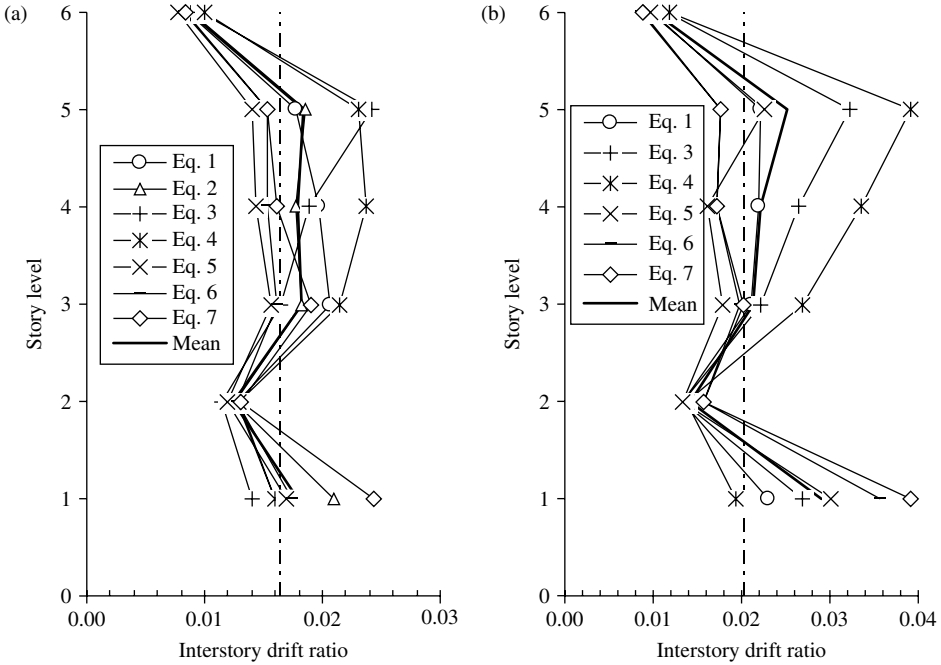 (a)
6
5
4
3
2
1
0
Story level
Eq. 1
Eq. 2
Eq. 3
Eq. 4
Eq. 5
Eq. 6
Eq. 7
Mean
0.00
0.01
0.02
0.03
Interstory drift ratio
(b)
6
5
4
3
2
1
0
Story level
Eq. 1
Eq. 3
Eq. 4
Eq. 5
Eq. 6
Eq. 7
Mean
0.00
0.01
0.02
0.03
0.04
Interstory drift ratio